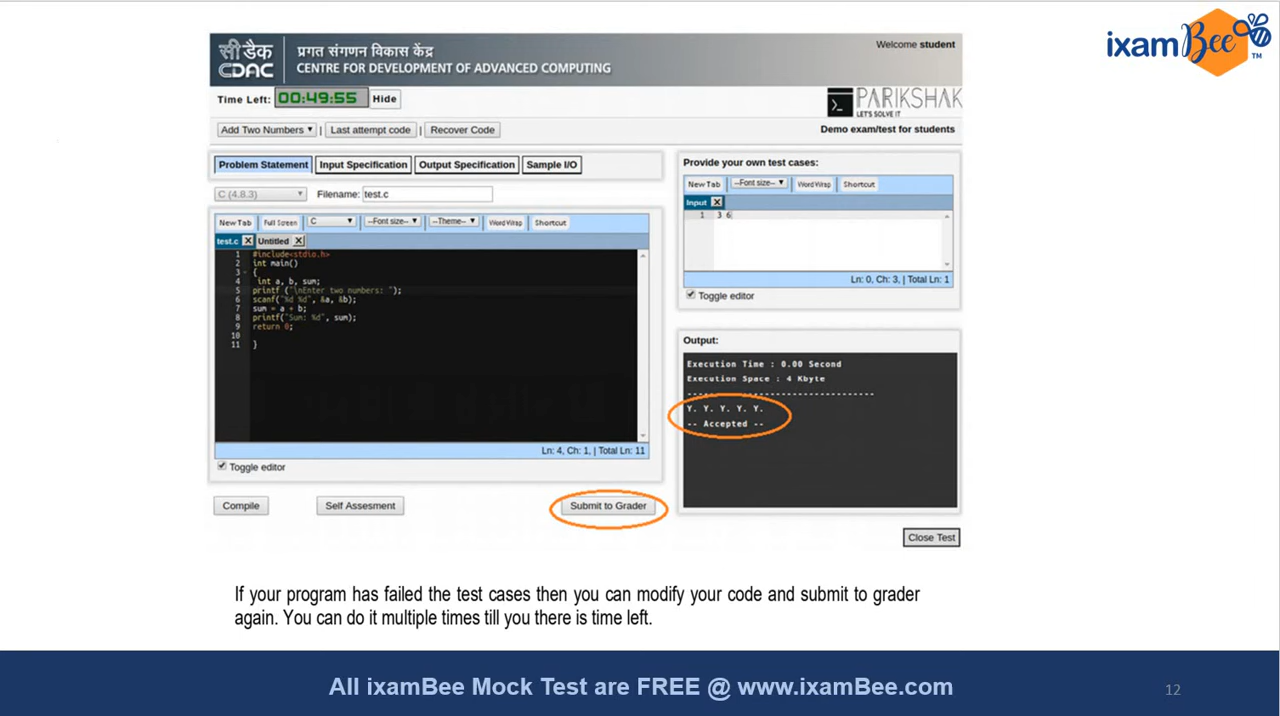 ixamBee TM
सी डैक
CDAC
प्रगत संगणन विकास केंद्र
CENTRE FOR DEVELOPMENT OF ADVANCED COMPUTING
Welcome student
Time Left: 00:49:55 Hide
PARIKSHAK
LET'S SOLVE IT
Add Two Numbers | Last attempt code | Recover Code
Demo exam/test for students
Problem Statement Input Specification Output Specification Sample I/O
C (4.8.3) Filename: test.c
New Tab Full Screen C --Font size-- --Theme-- WordWrap Shortcut
test.c X Untitled X
1 #include<stdio.h>
2 int main()
3 {
4 int a, b, sum;
5 printf ("\nEnter two numbers: ");
6 scanf("%d %d", &a, &b);
7 sum = a + b;
8 printf("Sum: %d", sum);
9 return 0;
10
11 }
Ln: 4, Ch: 1, | Total Ln: 11
Toggle editor
Compile Self Assesment Submit to Grader
Provide your own test cases:
New Tab --Font size-- WordWrap Shortcut
Input X
1 3 6
Ln: 0, Ch: 3, | Total Ln: 1
Toggle editor
Output:
Execution Time : 0.00 Second
Execution Space : 4 Kbyte
Y. Y. Y. Y. Y.
-- Accepted --
Close Test
If your program has failed the test cases then you can modify your code and submit to grader
again. You can do it multiple times till you there is time left.
All ixamBee Mock Test are FREE @ www.ixamBee.com
12